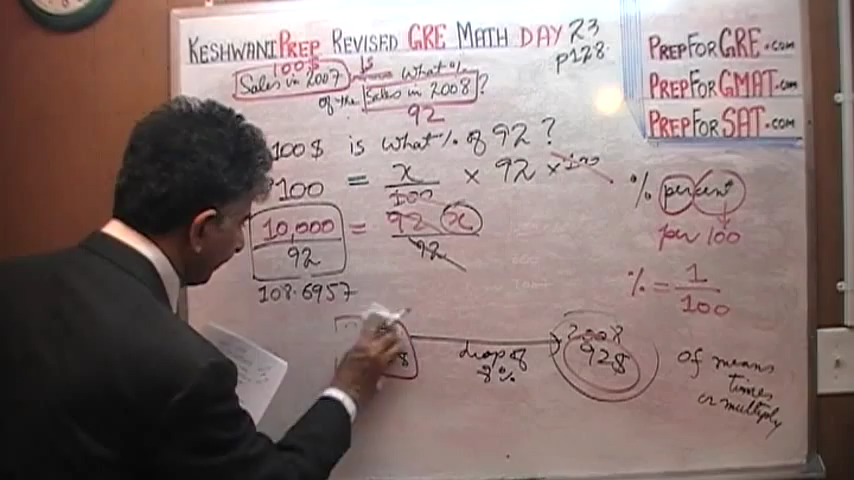 KESHWANIPREP REVISED GRE MATH DAY 23
p128
100$ is
Sales in 2007 what %
of the Sales in 2008?
92
100$ is what % of 92?
100 = x/100 × 92 × 100
10,000/92 = 92 x/92
108.6957
drop of
8%
2008
92$
PREPFORGRE.com
PREPFORGMAT.com
PREPFORSAT.com
% percent
per 100
% = 1/100
of means
times
or multiply